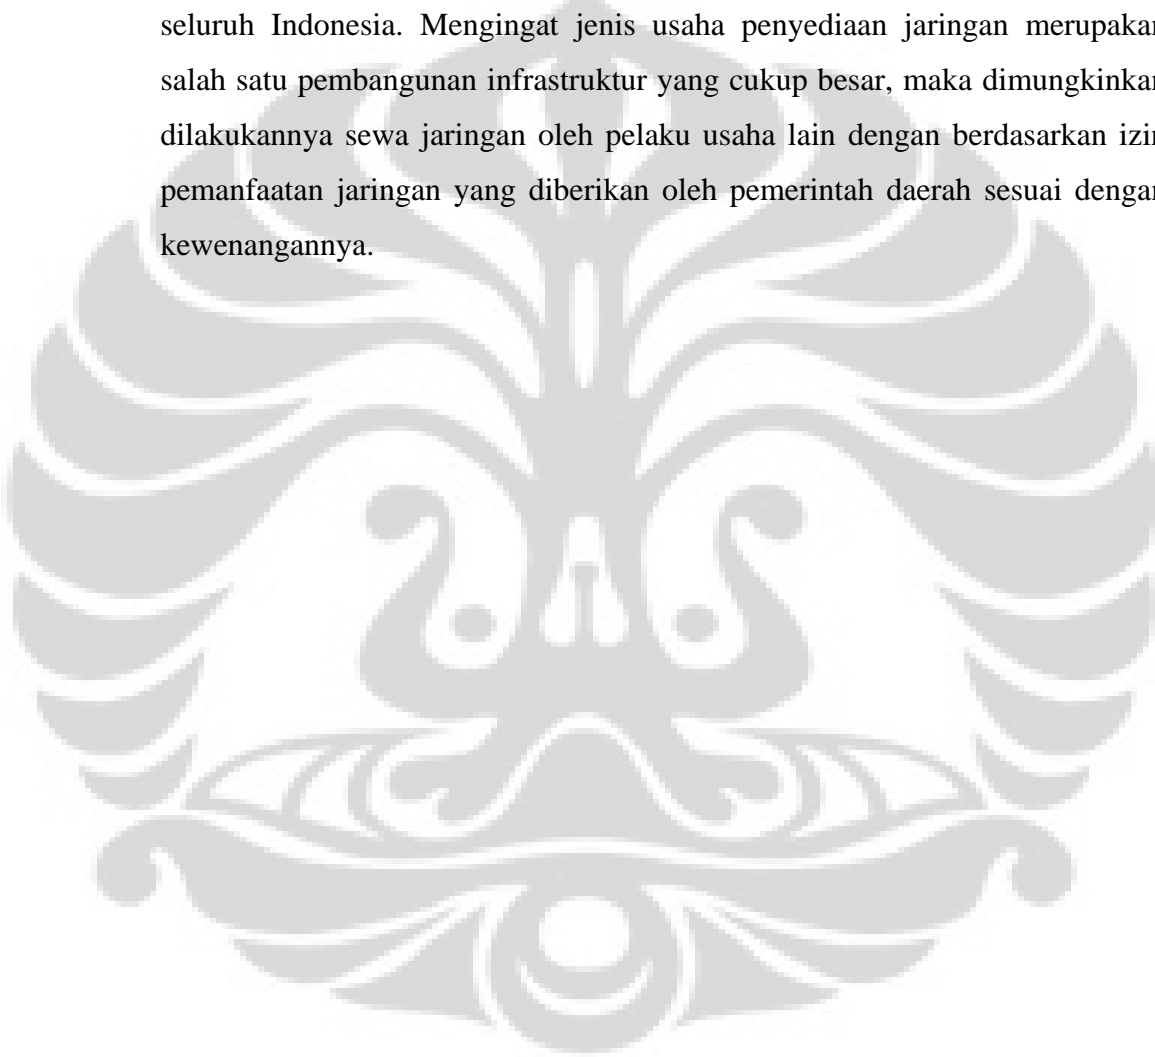 seluruh Indonesia. Mengingat jenis usaha penyediaan jaringan merupakan
salah satu pembangunan infrastruktur yang cukup besar, maka dimungkinkan
dilakukannya sewa jaringan oleh pelaku usaha lain dengan berdasarkan izin
pemanfaatan jaringan yang diberikan oleh pemerintah daerah sesuai dengan
kewenangannya.